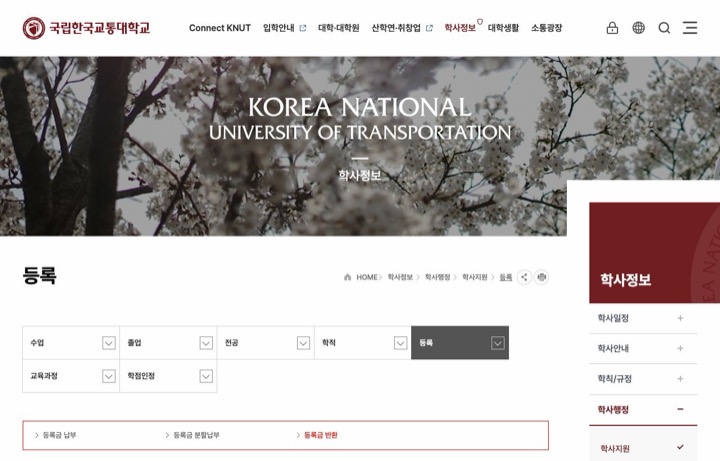 국립한국교통대학교
Connect KNUT 입학안내 대학·대학원 산학연·취창업 학사정보 대학생활 소통광장
KOREA NATIONAL
UNIVERSITY OF TRANSPORTATION
학사정보
학사정보
등록
HOME 학사정보 학사행정 학사지원 등록
수업 졸업 전공 학적 등록
교육과정 학점인정
등록금 납부 등록금 분할납부 등록금 반환
학사일정
학사안내
학칙/규정
학사행정
학사지원